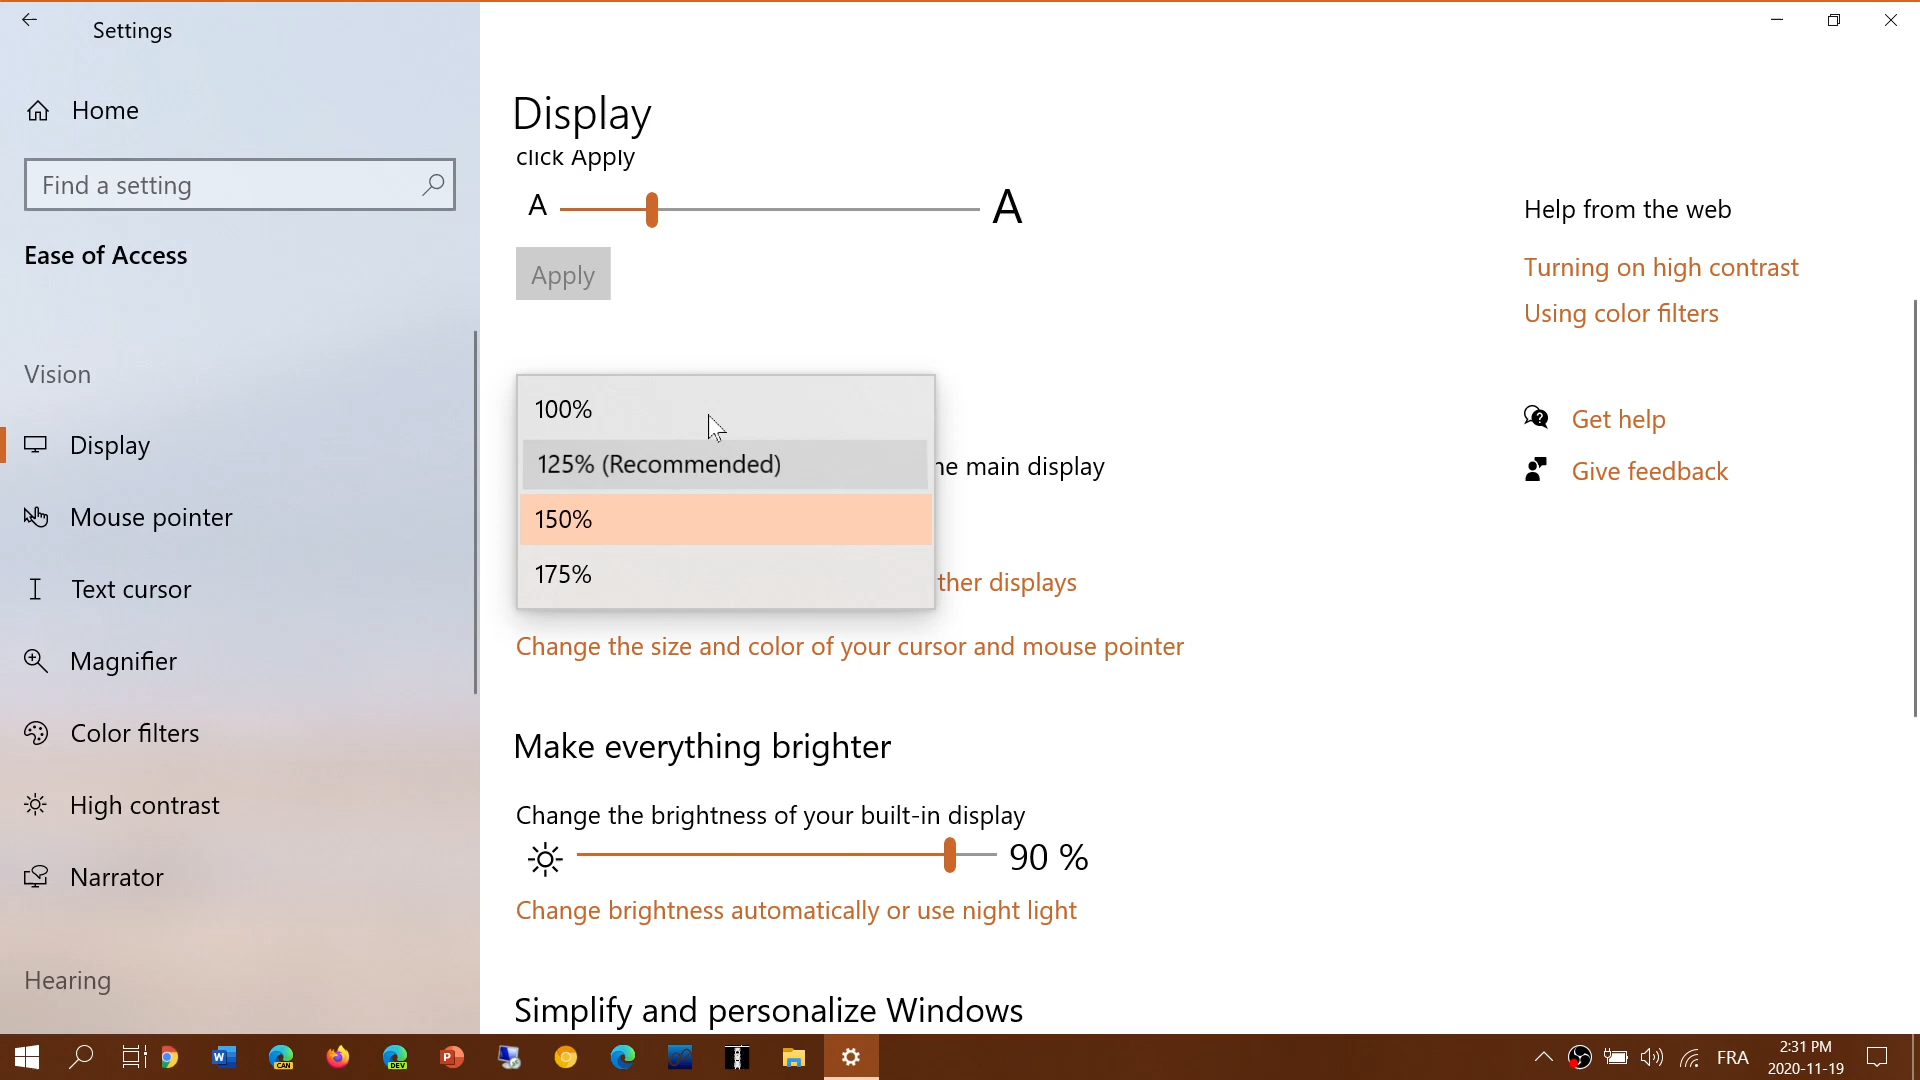 Settings
Home
Find a setting
Ease of Access
Vision
Display
Mouse pointer
Text cursor
Magnifier
Color filters
High contrast
Narrator
Hearing
Display
click Apply
A A
Apply
100%
125% (Recommended)
150%
175%
he main display
ther displays
Change the size and color of your cursor and mouse pointer
Make everything brighter
Change the brightness of your built-in display
90 %
Change brightness automatically or use night light
Simplify and personalize Windows
Help from the web
Turning on high contrast
Using color filters
Get help
Give feedback
W
CAN
DEV
P
FRA
2:31 PM
2020-11-19